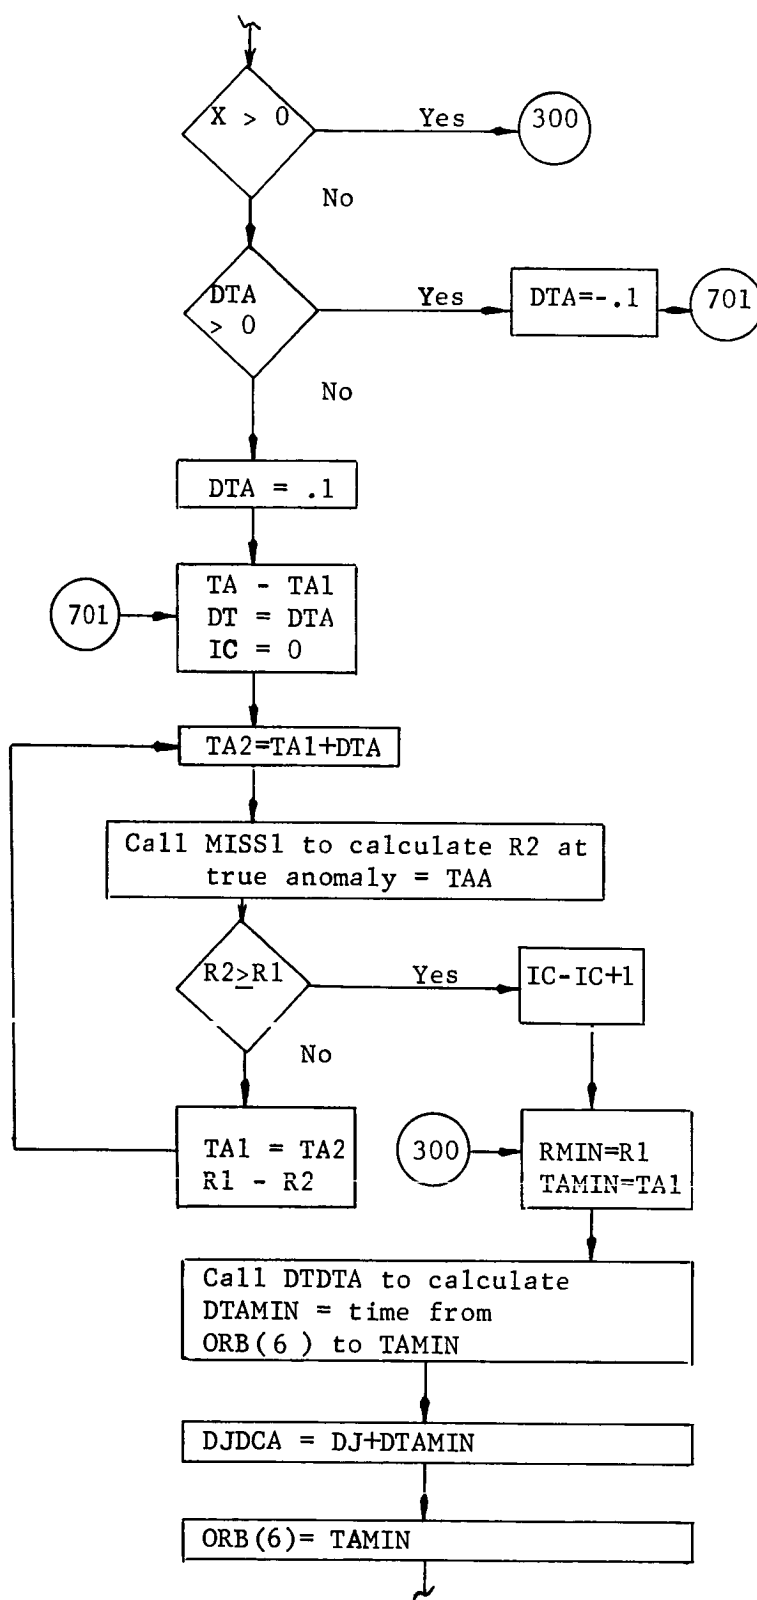 X > 0
Yes
300
No
DTA
> 0
Yes
DTA=-.1
701
No
DTA = .1
701
TA - TA1
DT = DTA
IC = 0
TA2=TA1+DTA
Call MISS1 to calculate R2 at
true anomaly = TAA
R2≥R1
Yes
IC-IC+1
No
TA1 = TA2
R1 - R2
300
RMIN=R1
TAMIN=TA1
Call DTDTA to calculate
DTAMIN = time from
ORB(6 ) to TAMIN
DJDCA = DJ+DTAMIN
ORB(6)= TAMIN